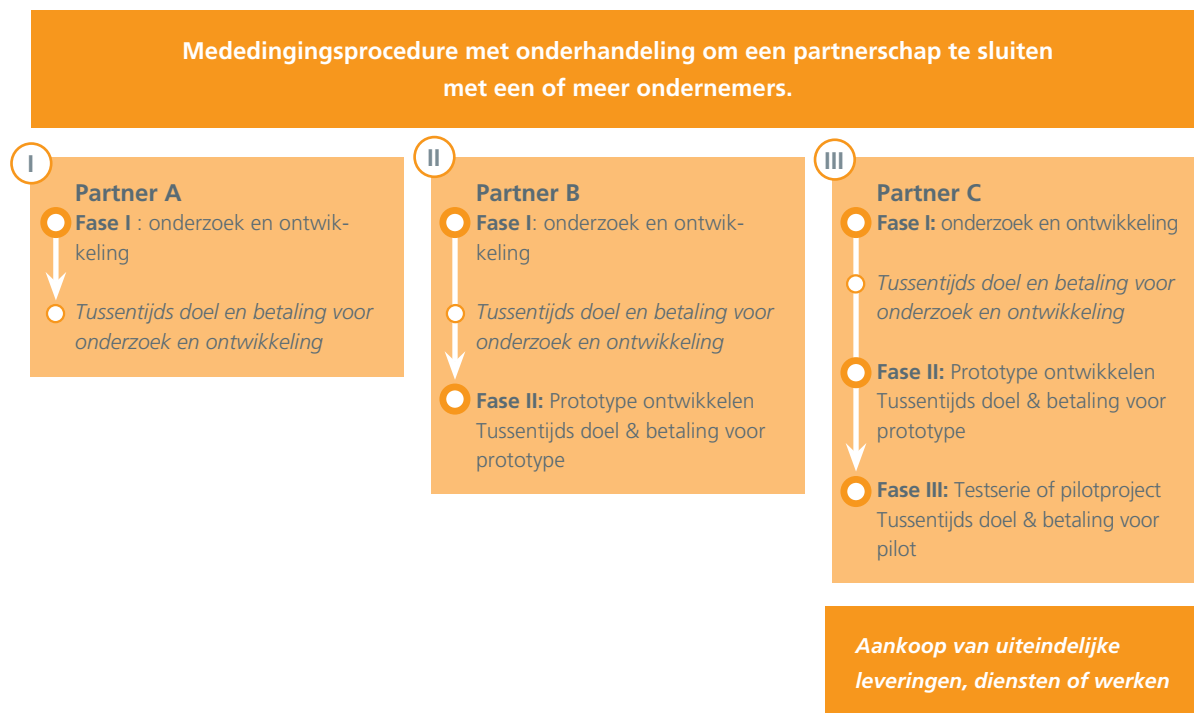 Mededingingsprocedure met onderhandeling om een partnerschap te sluiten
met een of meer ondernemers.
I
Partner A
Fase I : onderzoek en ontwik-
keling
Tussentijds doel en betaling voor
onderzoek en ontwikkeling
II
Partner B
Fase I: onderzoek en ontwik-
keling
Tussentijds doel en betaling voor
onderzoek en ontwikkeling
Fase II: Prototype ontwikkelen
Tussentijds doel & betaling voor
prototype
III
Partner C
Fase I: onderzoek en ontwikkeling
Tussentijds doel en betaling voor
onderzoek en ontwikkeling
Fase II: Prototype ontwikkelen
Tussentijds doel & betaling voor
prototype
Fase III: Testserie of pilotproject
Tussentijds doel & betaling voor
pilot
Aankoop van uiteindelijke
leveringen, diensten of werken